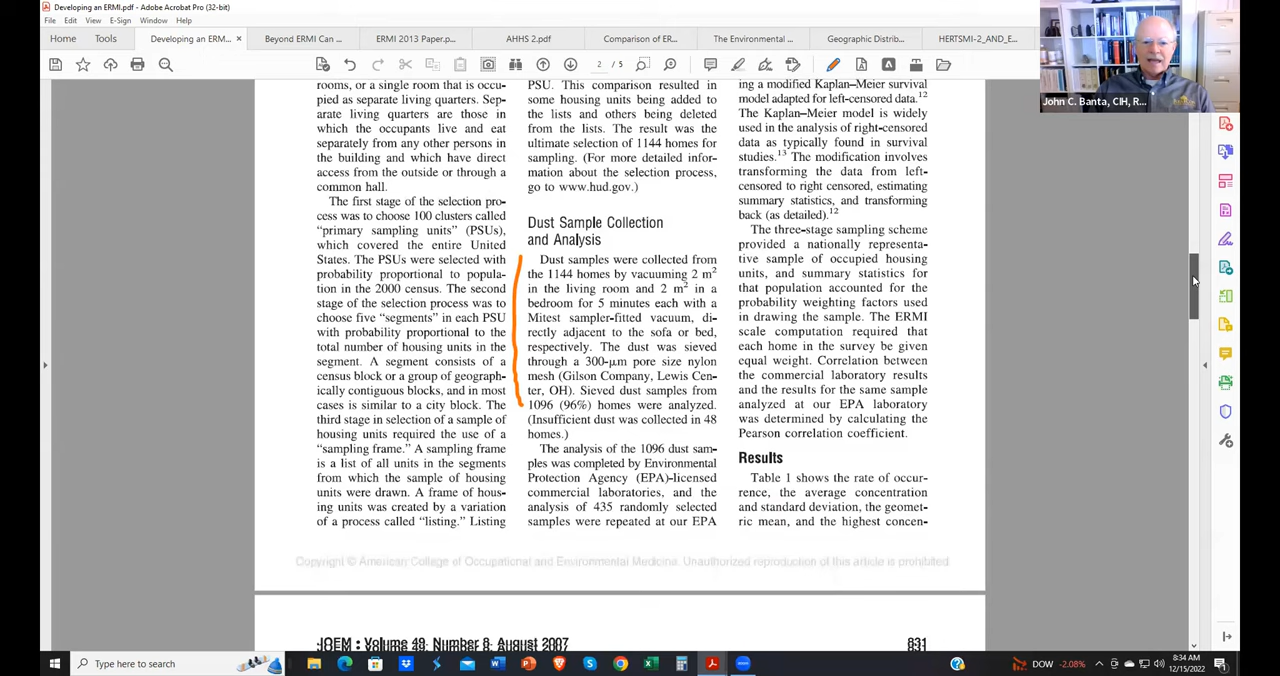 Developing an ERMI.pdf - Adobe Acrobat Pro (32-bit)
File Edit View E-Sign Window Help
Home Tools Developing an ERM... × Beyond ERMI Can ... ERMI 2013 Paper.p... AHHS 2.pdf Comparison of ER... The Environmental ... Geographic Distrib... HERTSMI-2_AND_E...
2 / 5
John C. Banta, CIH, R...
rooms, or a single room that is occu-
pied as separate living quarters. Sep-
arate living quarters are those in
which the occupants live and eat
separately from any other persons in
the building and which have direct
access from the outside or through a
common hall.
The first stage of the selection pro-
cess was to choose 100 clusters called
“primary sampling units” (PSUs),
which covered the entire United
States. The PSUs were selected with
probability proportional to popula-
tion in the 2000 census. The second
stage of the selection process was to
choose five “segments” in each PSU
with probability proportional to the
total number of housing units in the
segment. A segment consists of a
census block or a group of geograph-
ically contiguous blocks, and in most
cases is similar to a city block. The
third stage in selection of a sample of
housing units required the use of a
“sampling frame.” A sampling frame
is a list of all units in the segments
from which the sample of housing
units were drawn. A frame of hous-
ing units was created by a variation
of a process called “listing.” Listing
PSU. This comparison resulted in
some housing units being added to
the lists and others being deleted
from the lists. The result was the
ultimate selection of 1144 homes for
sampling. (For more detailed infor-
mation about the selection process,
go to www.hud.gov.)
Dust Sample Collection
and Analysis
Dust samples were collected from
the 1144 homes by vacuuming 2 m²
in the living room and 2 m² in a
bedroom for 5 minutes each with a
Mitest sampler-fitted vacuum, di-
rectly adjacent to the sofa or bed,
respectively. The dust was sieved
through a 300-μm pore size nylon
mesh (Gilson Company, Lewis Cen-
ter, OH). Sieved dust samples from
1096 (96%) homes were analyzed.
(Insufficient dust was collected in 48
homes.)
The analysis of the 1096 dust sam-
ples was completed by Environmental
Protection Agency (EPA)-licensed
commercial laboratories, and the
analysis of 435 randomly selected
samples were repeated at our EPA
ing a modified Kaplan–Meier survival
model adapted for left-censored data.¹²
The Kaplan–Meier model is widely
used in the analysis of right-censored
data as typically found in survival
studies.¹³ The modification involves
transforming the data from left-
censored to right censored, estimating
summary statistics, and transforming
back (as detailed).¹²
The three-stage sampling scheme
provided a nationally representa-
tive sample of occupied housing
units, and summary statistics for
that population accounted for the
probability weighting factors used
in drawing the sample. The ERMI
scale computation required that
each home in the survey be given
equal weight. Correlation between
the commercial laboratory results
and the results for the same sample
analyzed at our EPA laboratory
was determined by calculating the
Pearson correlation coefficient.
Results
Table 1 shows the rate of occur-
rence, the average concentration
and standard deviation, the geomet-
ric mean, and the highest concen-
Copyright © American College of Occupational and Environmental Medicine. Unauthorized reproduction of this article is prohibited
JOEM • Volume 49, Number 8, August 2007 831
Type here to search
DOW -2.08%
8:34 AM
12/15/2022